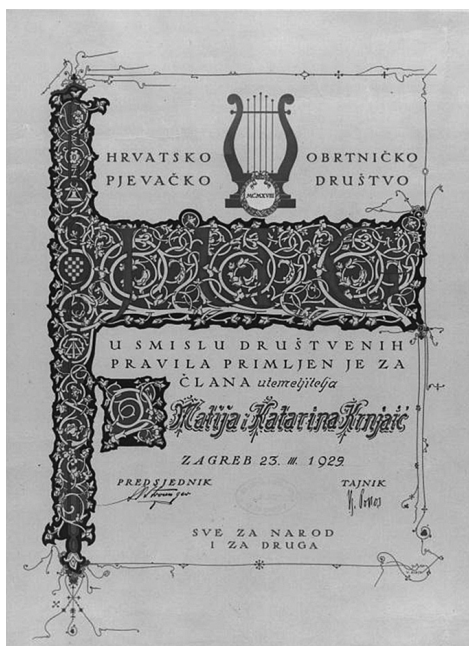 HRVATSKO OBRTNIČKO
PJEVAČKO DRUŠTVO
MCMXVIII
U SMISLU DRUŠTVENIH
PRAVILA PRIMLJEN JE ZA
ČLANA utemeljitelja
Matija i Katarina Krnjaić
ZAGREB 23. III. 1929.
PREDSJEDNIK TAJNIK
SVE ZA NAROD
I ZA DRUGA